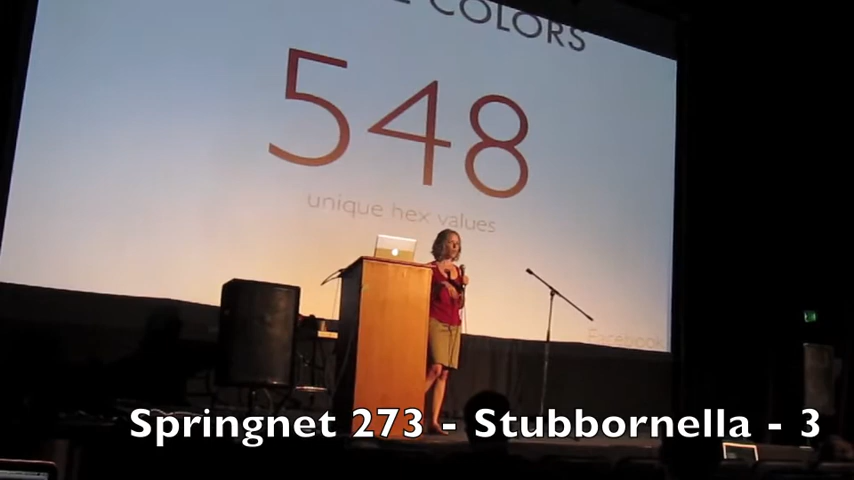 COLORS
548
unique hex values
Facebook
Springnet 273 - Stubbornella - 3